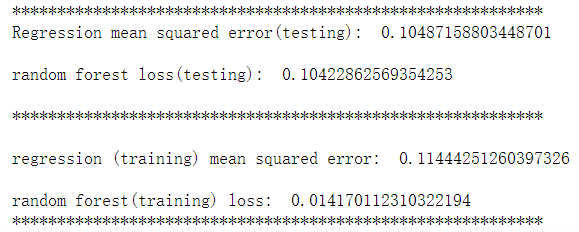 ***********************************************************
Regression mean squared error(testing):  0.10487158803448701
random forest loss(testing):  0.10422862569354253
***********************************************************
regression (training) mean squared error:  0.11444251260397326
random forest(training) loss:  0.014170112310322194
***********************************************************